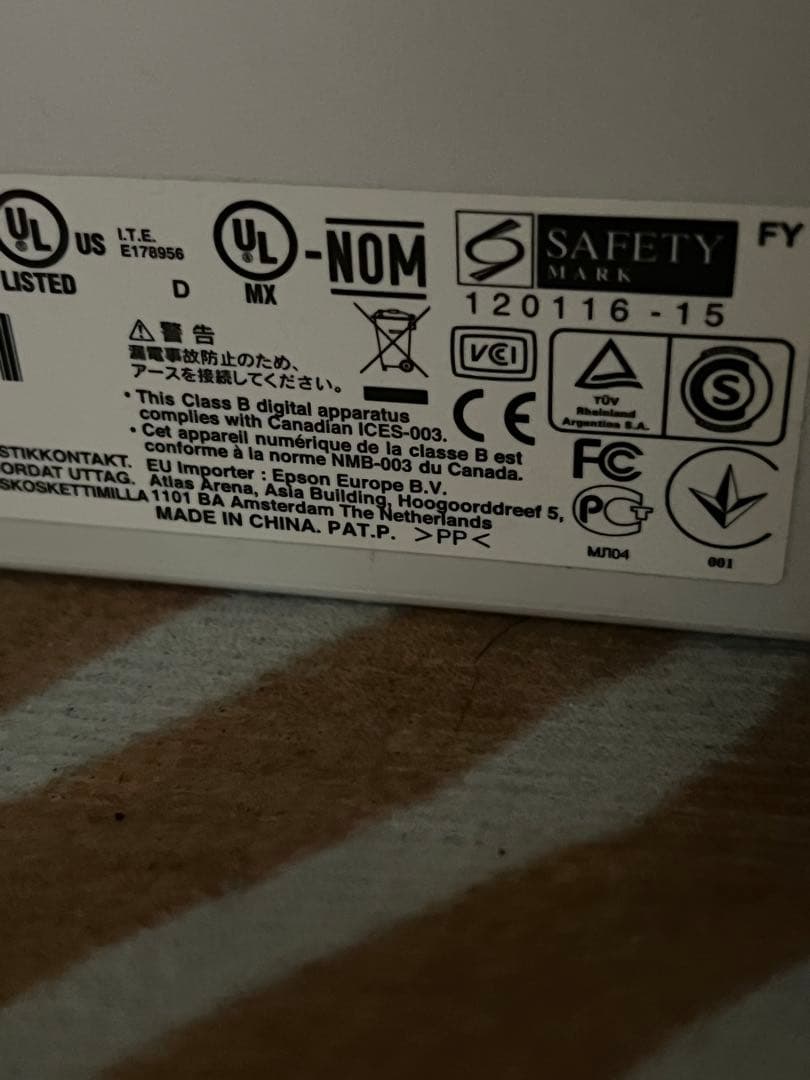 UL US LISTED
I.T.E.
E178956
D
UL MX
-NOM
SAFETY
MARK
120116-15
FY
⚠警告
漏電事故防止のため、
アースを接続してください。
• This Class B digital apparatus
complies with Canadian ICES-003.
• Cet appareil numérique de la classe B est
conforme à la norme NMB-003 du Canada.
VCI
CE
TÜV
Rheinland
Argentina S.A.
S
FC
STIKKONTAKT.
ORDAT UTTAG.
SKOSKETTIMILLA
EU Importer : Epson Europe B.V.
Atlas Arena, Asia Building, Hoogoorddreef 5,
1101 BA Amsterdam The Netherlands
MADE IN CHINA. PAT.P. >PP<
МЛ04
001